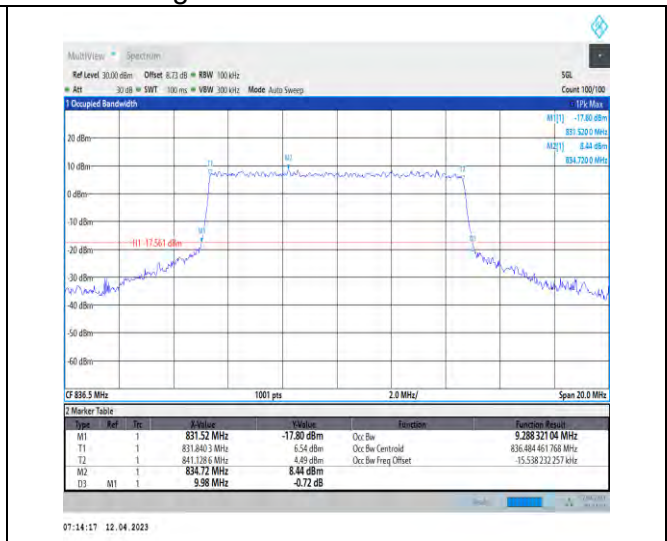 MultiView Spectrum
Ref Level 30.00 dBm Offset 8.73 dB RBW 100 kHz SGL
Att 30 dB SWT 100 ms VBW 300 kHz Mode Auto Sweep Count 100/100
1 Occupied Bandwidth 1Pk Max
M1[1] -17.80 dBm
831.520 0 MHz
M2[1] 8.44 dBm
834.720 0 MHz
20 dBm
T1 M2 T2
10 dBm
0 dBm
-10 dBm
M1
H1 -17.561 dBm
-20 dBm
-30 dBm
-40 dBm
-50 dBm
-60 dBm
CF 836.5 MHz 1001 pts 2.0 MHz/ Span 20.0 MHz
2 Marker Table
Type Ref Trc X-Value Y-Value Function Function Result
M1 1 831.52 MHz -17.80 dBm Occ Bw 9.288 321 04 MHz
T1 1 831.840 3 MHz 6.54 dBm Occ Bw Centroid 836.484 461 768 MHz
T2 1 841.128 6 MHz 4.49 dBm Occ Bw Freq Offset -15.538 232 257 kHz
M2 1 834.72 MHz 8.44 dBm
D3 M1 1 9.98 MHz -0.72 dB
07:14:17 12.04.2023